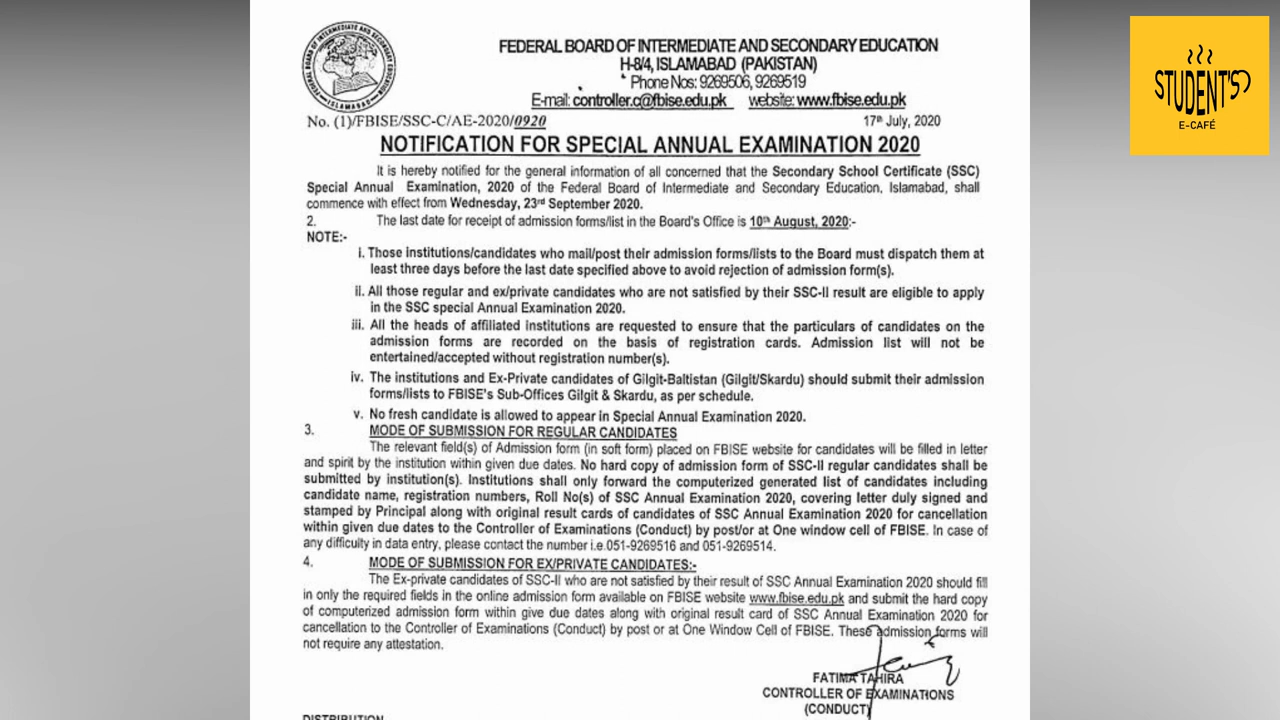 FEDERAL BOARD OF INTERMEDIATE AND SECONDARY EDUCATION
ISLAMABAD
FEDERAL BOARD OF INTERMEDIATE AND SECONDARY EDUCATION
H-8/4, ISLAMABAD (PAKISTAN)
Phone Nos: 9269506, 9269519
E-mail: controller.c@fbise.edu.pk website: www.fbise.edu.pk
No. (1)/FBISE/SSC-C/AE-2020/0920 17th July, 2020
STUDENT'S
E-CAFÉ
NOTIFICATION FOR SPECIAL ANNUAL EXAMINATION 2020
It is hereby notified for the general information of all concerned that the Secondary School Certificate (SSC)
Special Annual Examination, 2020 of the Federal Board of Intermediate and Secondary Education, Islamabad, shall
commence with effect from Wednesday, 23rd September 2020.
2. The last date for receipt of admission forms/list in the Board's Office is 10th August, 2020:-
NOTE:-
i. Those institutions/candidates who mail/post their admission forms/lists to the Board must dispatch them at
least three days before the last date specified above to avoid rejection of admission form(s).
ii. All those regular and ex/private candidates who are not satisfied by their SSC-II result are eligible to apply
in the SSC special Annual Examination 2020.
iii. All the heads of affiliated institutions are requested to ensure that the particulars of candidates on the
admission forms are recorded on the basis of registration cards. Admission list will not be
entertained/accepted without registration number(s).
iv. The institutions and Ex-Private candidates of Gilgit-Baltistan (Gilgit/Skardu) should submit their admission
forms/lists to FBISE's Sub-Offices Gilgit & Skardu, as per schedule.
v. No fresh candidate is allowed to appear in Special Annual Examination 2020.
3. MODE OF SUBMISSION FOR REGULAR CANDIDATES
The relevant field(s) of Admission form (in soft form) placed on FBISE website for candidates will be filled in letter
and spirit by the institution within given due dates. No hard copy of admission form of SSC-II regular candidates shall be
submitted by institution(s). Institutions shall only forward the computerized generated list of candidates including
candidate name, registration numbers, Roll No(s) of SSC Annual Examination 2020, covering letter duly signed and
stamped by Principal along with original result cards of candidates of SSC Annual Examination 2020 for cancellation
within given due dates to the Controller of Examinations (Conduct) by post/or at One window cell of FBISE. In case of
any difficulty in data entry, please contact the number i.e.051-9269516 and 051-9269514.
4. MODE OF SUBMISSION FOR EX/PRIVATE CANDIDATES:-
The Ex-private candidates of SSC-II who are not satisfied by their result of SSC Annual Examination 2020 should fill
in only the required fields in the online admission form available on FBISE website www.fbise.edu.pk and submit the hard copy
of computerized admission form within give due dates along with original result card of SSC Annual Examination 2020 for
cancellation to the Controller of Examinations (Conduct) by post or at One Window Cell of FBISE. These admission forms will
not require any attestation.
FATIMA TAHIRA
CONTROLLER OF EXAMINATIONS
(CONDUCT)
DISTRIBUTION